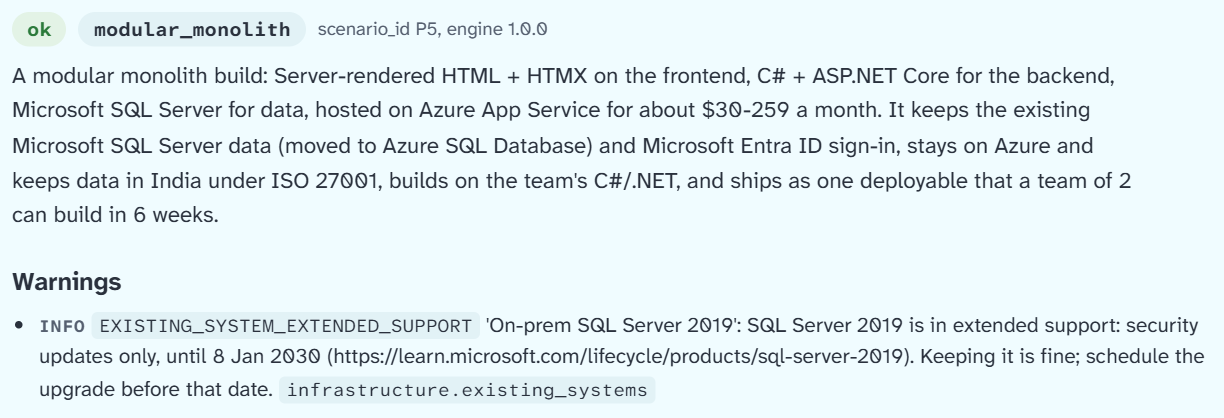 ok modular_monolith scenario_id P5, engine 1.0.0
A modular monolith build: Server-rendered HTML + HTMX on the frontend, C# + ASP.NET Core for the backend,
Microsoft SQL Server for data, hosted on Azure App Service for about $30-259 a month. It keeps the existing
Microsoft SQL Server data (moved to Azure SQL Database) and Microsoft Entra ID sign-in, stays on Azure and
keeps data in India under ISO 27001, builds on the team's C#/.NET, and ships as one deployable that a team of 2
can build in 6 weeks.
Warnings
• INFO EXISTING_SYSTEM_EXTENDED_SUPPORT 'On-prem SQL Server 2019': SQL Server 2019 is in extended support: security
updates only, until 8 Jan 2030 (https://learn.microsoft.com/lifecycle/products/sql-server-2019). Keeping it is fine; schedule the
upgrade before that date. infrastructure.existing_systems